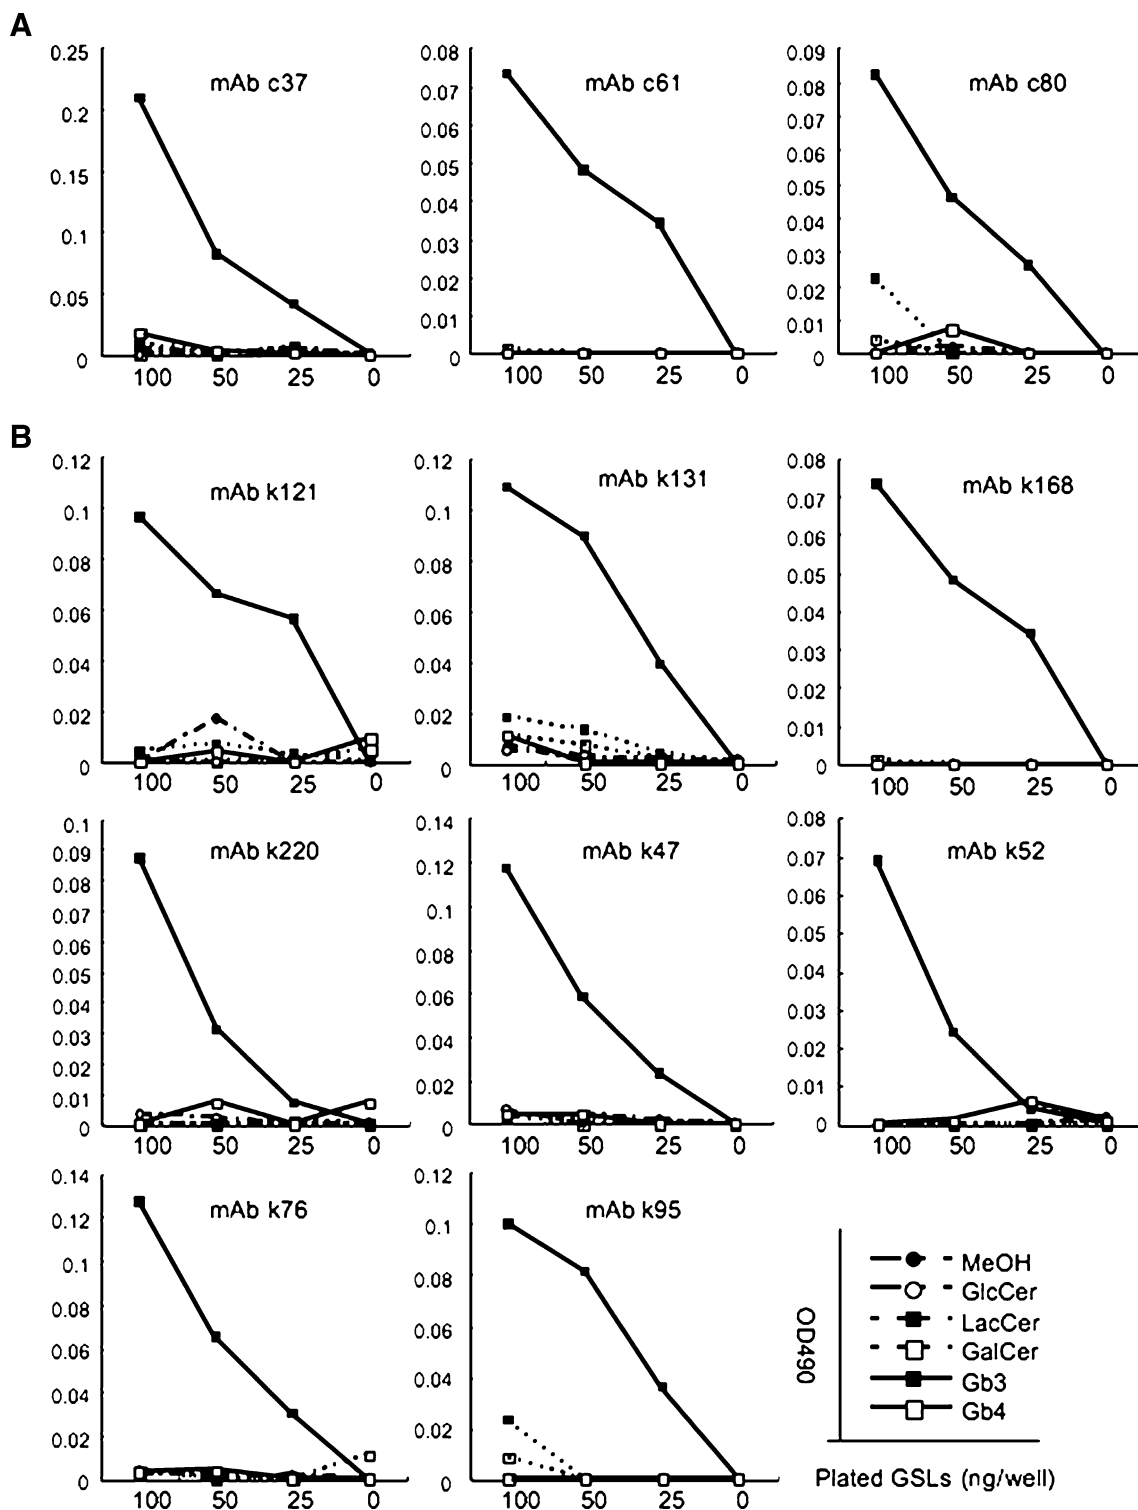 A
mAb c37
0.25
0.2
0.15
0.1
0.05
0
100 50 25 0
mAb c61
0.08
0.07
0.06
0.05
0.04
0.03
0.02
0.01
0
100 50 25 0
mAb c80
0.09
0.08
0.07
0.06
0.05
0.04
0.03
0.02
0.01
0
100 50 25 0
B
mAb k121
0.12
0.1
0.08
0.06
0.04
0.02
0
100 50 25 0
mAb k131
0.12
0.1
0.08
0.06
0.04
0.02
0
100 50 25 0
mAb k168
0.08
0.07
0.06
0.05
0.04
0.03
0.02
0.01
0
100 50 25 0
mAb k220
0.1
0.09
0.08
0.07
0.06
0.05
0.04
0.03
0.02
0.01
0
100 50 25 0
mAb k47
0.14
0.12
0.1
0.08
0.06
0.04
0.02
0
100 50 25 0
mAb k52
0.08
0.07
0.06
0.05
0.04
0.03
0.02
0.01
0
100 50 25 0
mAb k76
0.14
0.12
0.1
0.08
0.06
0.04
0.02
0
100 50 25 0
mAb k95
0.12
0.1
0.08
0.06
0.04
0.02
0
100 50 25 0
OD490
MeOH
GlcCer
LacCer
GalCer
Gb3
Gb4
Plated GSLs (ng/well)